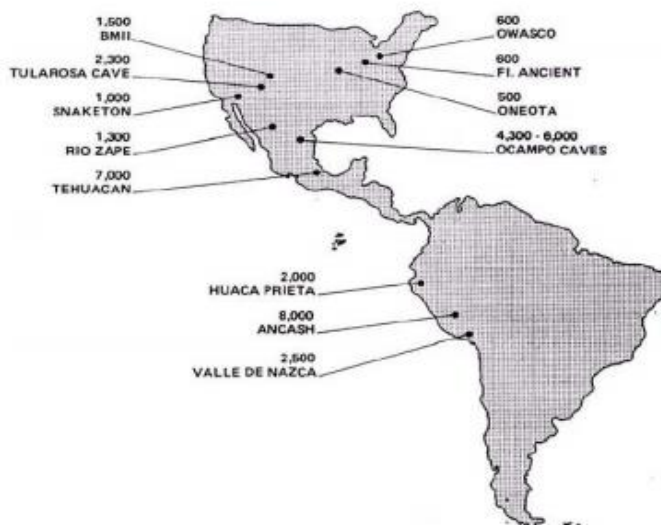 1,500
BMII
2,300
TULAROSA CAVE
1,000
SNAKETON
1,300
RIO ZAPE
7,000
TEHUACAN
600
OWASCO
600
FI. ANCIENT
500
ONEOTA
4,300 - 6,000
OCAMPO CAVES
2,000
HUACA PRIETA
8,000
ANCASH
2,500
VALLE DE NAZCA